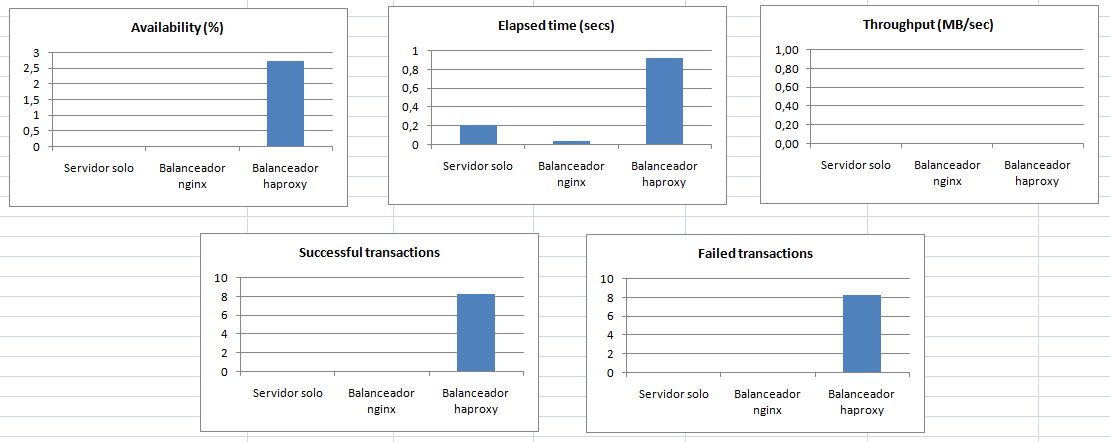 Availability (%)
3
2,5
2
1,5
1
0,5
0
Servidor solo
Balanceador
nginx
Balanceador
haproxy
Elapsed time (secs)
1
0,8
0,6
0,4
0,2
0
Servidor solo
Balanceador
nginx
Balanceador
haproxy
Throughput (MB/sec)
1,00
0,80
0,60
0,40
0,20
0,00
Servidor solo
Balanceador
nginx
Balanceador
haproxy
Successful transactions
10
8
6
4
2
0
Servidor solo
Balanceador
nginx
Balanceador
haproxy
Failed transactions
10
8
6
4
2
0
Servidor solo
Balanceador
nginx
Balanceador
haproxy